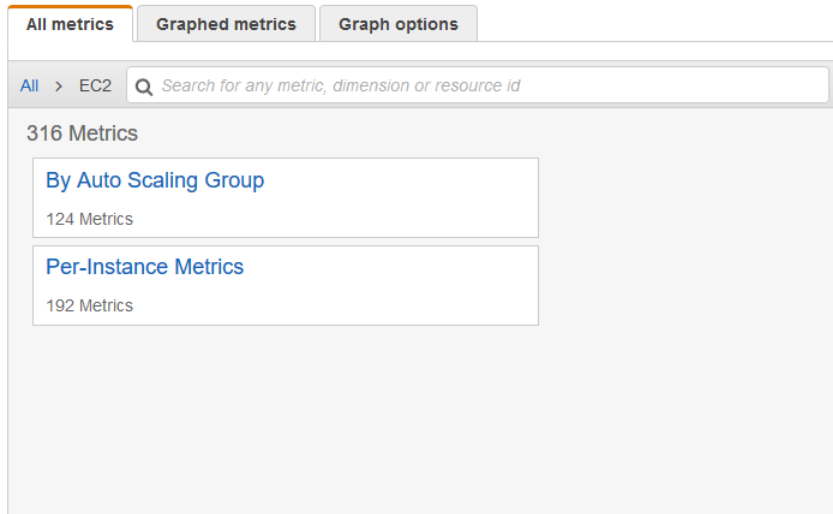 All metrics Graphed metrics Graph options
All > EC2 Search for any metric, dimension or resource id
316 Metrics
By Auto Scaling Group
124 Metrics
Per-Instance Metrics
192 Metrics